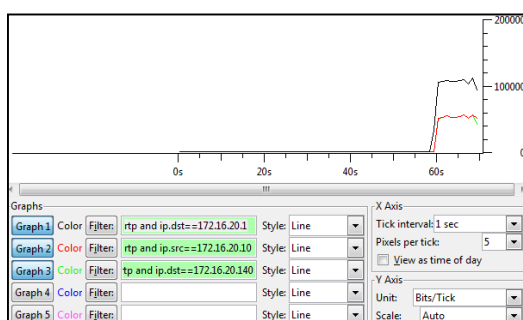 200000
100000
0
0s 20s 40s 60s
Graphs
X Axis
Graph 1 Color Filter: rtp and ip.dst==172.16.20.1 Style: Line
Tick interval: 1 sec
Graph 2 Color Filter: rtp and ip.src==172.16.20.10 Style: Line
Pixels per tick: 5
Graph 3 Color Filter: tp and ip.dst==172.16.20.140 Style: Line
View as time of day
Y Axis
Graph 4 Color Filter: Style: Line
Unit: Bits/Tick
Graph 5 Color Filter: Style: Line
Scale: Auto